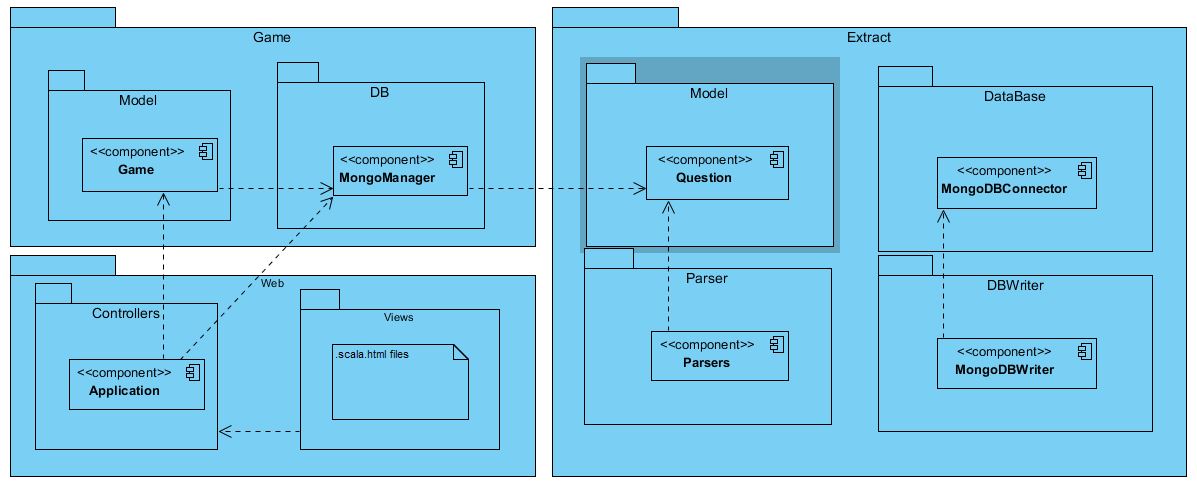 Game
Model
<<component>>
Game
DB
<<component>>
MongoManager
Web
Controllers
<<component>>
Application
Views
.scala.html files
Extract
Model
<<component>>
Question
DataBase
<<component>>
MongoDBConnector
Parser
<<component>>
Parsers
DBWriter
<<component>>
MongoDBWriter